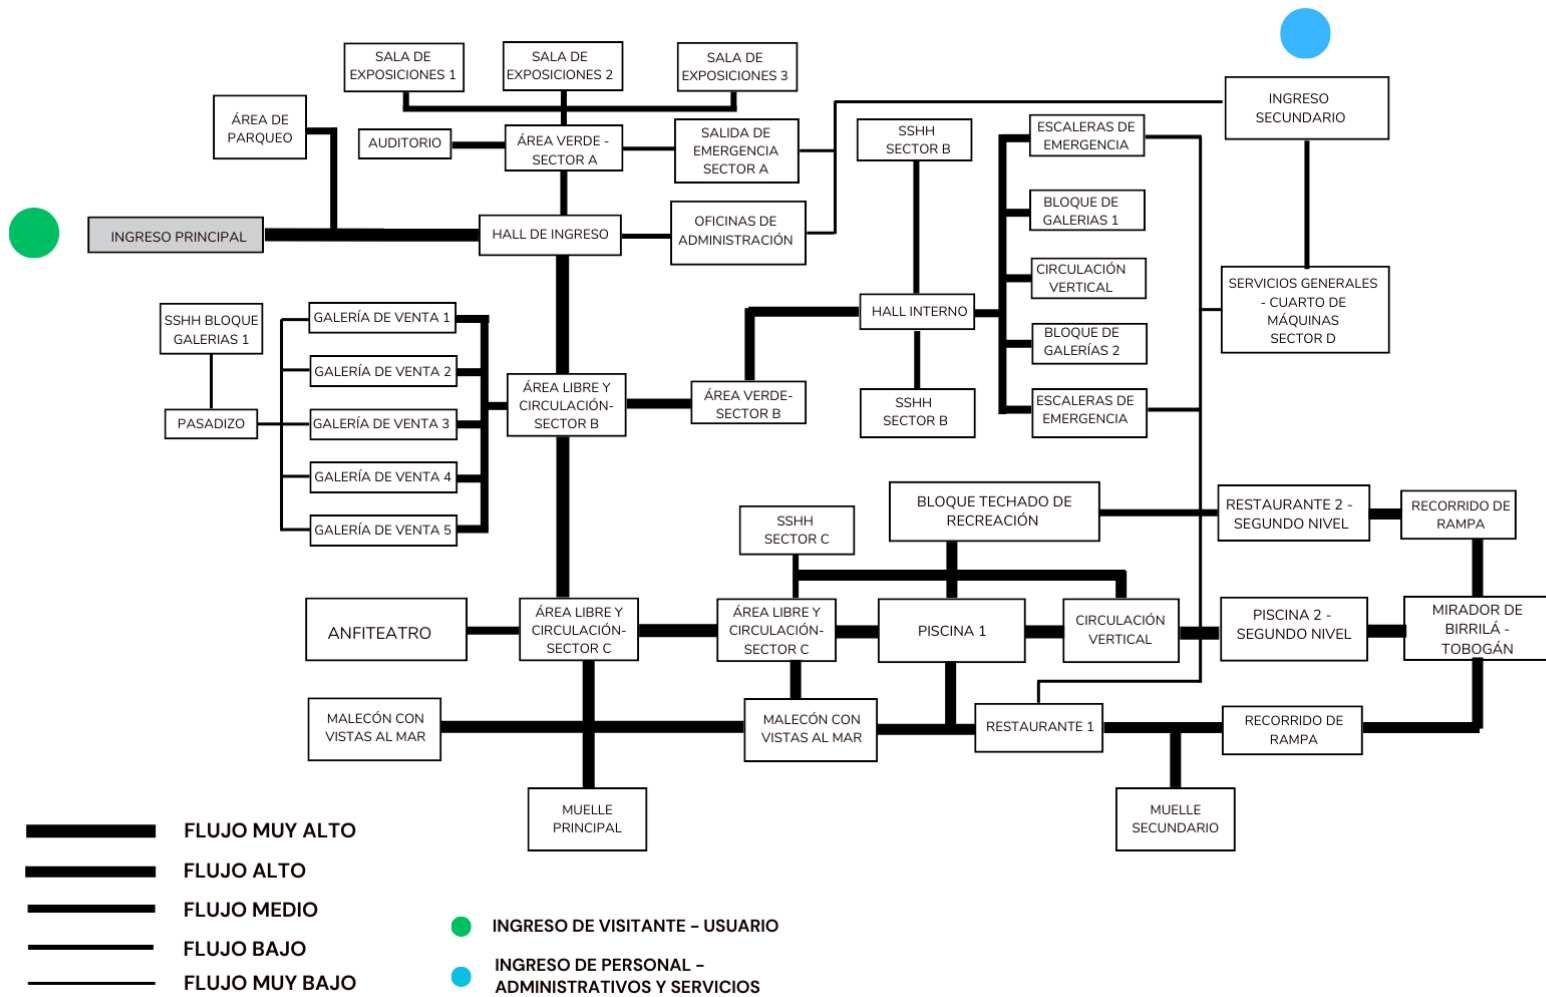 SALA DE
EXPOSICIONES 1
SALA DE
EXPOSICIONES 2
SALA DE
EXPOSICIONES 3
INGRESO
SECUNDARIO
ÁREA DE
PARQUEO
AUDITORIO
ÁREA VERDE -
SECTOR A
SALIDA DE
EMERGENCIA
SECTOR A
SSHH
SECTOR B
ESCALERAS DE
EMERGENCIA
INGRESO PRINCIPAL
HALL DE INGRESO
OFICINAS DE
ADMINISTRACIÓN
BLOQUE DE
GALERIAS 1
CIRCULACIÓN
VERTICAL
SERVICIOS GENERALES
- CUARTO DE
MÁQUINAS
SECTOR D
SSHH BLOQUE
GALERIAS 1
GALERÍA DE VENTA 1
HALL INTERNO
BLOQUE DE
GALERÍAS 2
GALERÍA DE VENTA 2
ÁREA LIBRE Y
CIRCULACIÓN-
SECTOR B
ÁREA VERDE-
SECTOR B
SSHH
SECTOR B
ESCALERAS DE
EMERGENCIA
PASADIZO
GALERÍA DE VENTA 3
GALERÍA DE VENTA 4
GALERÍA DE VENTA 5
SSHH
SECTOR C
BLOQUE TECHADO DE
RECREACIÓN
RESTAURANTE 2 -
SEGUNDO NIVEL
RECORRIDO DE
RAMPA
ANFITEATRO
ÁREA LIBRE Y
CIRCULACIÓN-
SECTOR C
ÁREA LIBRE Y
CIRCULACIÓN-
SECTOR C
PISCINA 1
CIRCULACIÓN
VERTICAL
PISCINA 2 -
SEGUNDO NIVEL
MIRADOR DE
BIRRILÁ -
TOBOGÁN
MALECÓN CON
VISTAS AL MAR
MALECÓN CON
VISTAS AL MAR
RESTAURANTE 1
RECORRIDO DE
RAMPA
MUELLE
PRINCIPAL
MUELLE
SECUNDARIO
FLUJO MUY ALTO
FLUJO ALTO
FLUJO MEDIO
FLUJO BAJO
FLUJO MUY BAJO
INGRESO DE VISITANTE - USUARIO
INGRESO DE PERSONAL -
ADMINISTRATIVOS Y SERVICIOS